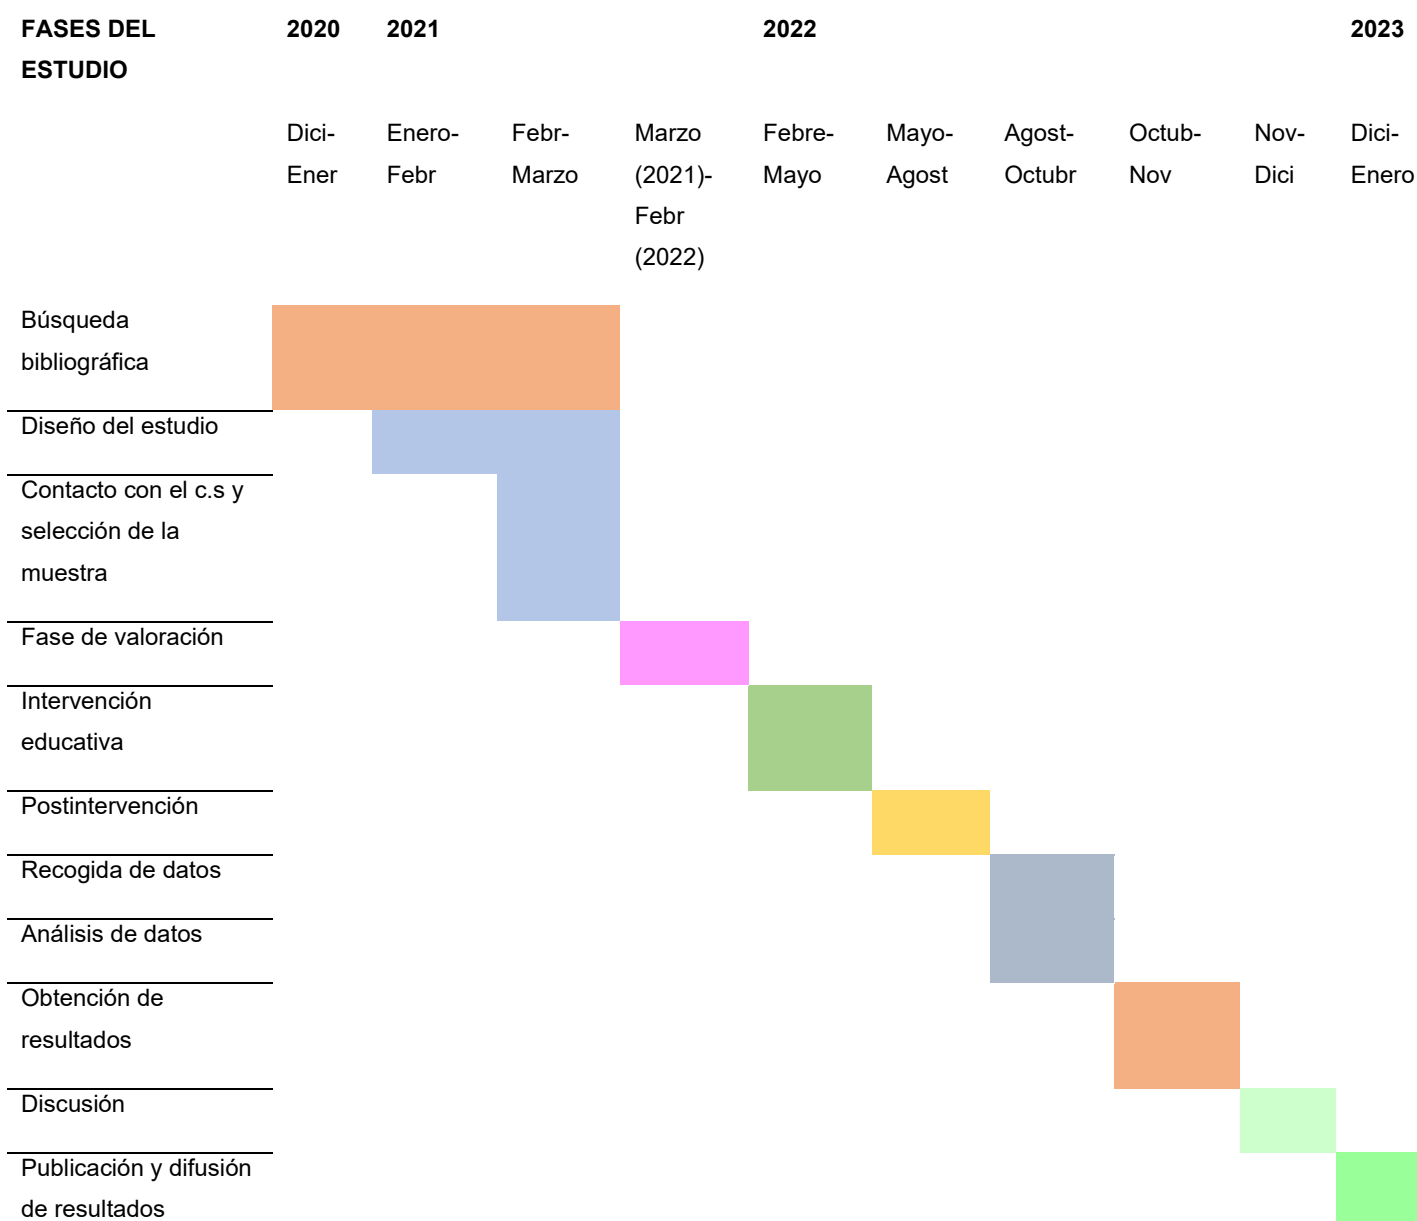 FASES DEL 2020 2021 2022 2023
ESTUDIO
Dici- Enero- Febr- Marzo Febre- Mayo- Agost- Octub- Nov- Dici-
Ener Febr Marzo (2021)- Mayo Agost Octubr Nov Dici Enero
Febr
(2022)
Búsqueda
bibliográfica
Diseño del estudio
Contacto con el c.s y
selección de la
muestra
Fase de valoración
Intervención
educativa
Postintervención
Recogida de datos
Análisis de datos
Obtención de
resultados
Discusión
Publicación y difusión
de resultados